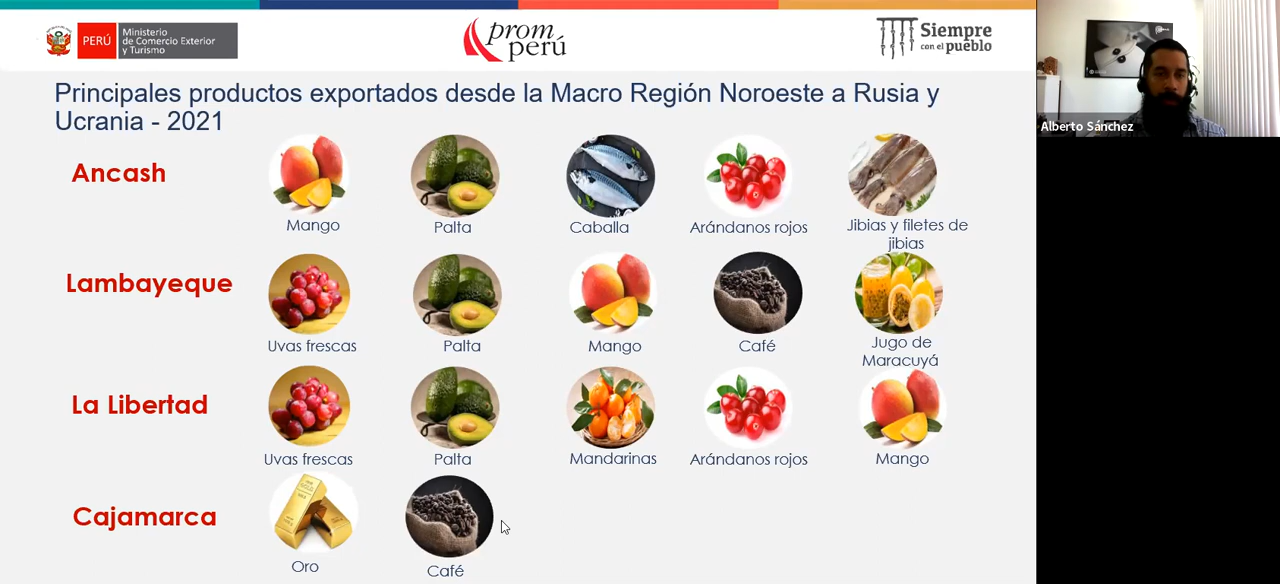 PERÚ
Ministerio
de Comercio Exterior
y Turismo
prom
perú
Siempre
con el pueblo
Alberto Sánchez
Principales productos exportados desde la Macro Región Noroeste a Rusia y
Ucrania - 2021
Ancash
Mango
Palta
Caballa
Arándanos rojos
Jibias y filetes de
jibias
Lambayeque
Uvas frescas
Palta
Mango
Café
Jugo de
Maracuyá
La Libertad
Uvas frescas
Palta
Mandarinas
Arándanos rojos
Mango
Cajamarca
Oro
Café